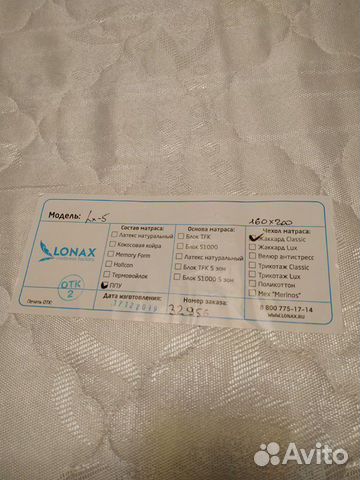 Модель: Lx-5
160x200
LONAX
ОТК 2
Печать ОТК:
Состав матраса:
Латекс натуральный
Кокосовая койра
Memory Form
Hollcon
Термовойлок
ППУ
Основа матраса:
Блок TFK
Блок S1000
Латекс натуральный
Блок TFK 5 зон
Блок S1000 5 зон
Чехол матраса:
Жаккард Classic
Жаккард Lux
Велюр антистресс
Трикотаж Classic
Трикотаж Lux
Поликоттон
Мех "Merinos"
Дата изготовления:
Номер заказа:
32956
8 800 775-17-14
WWW.LONAX.RU
Avito